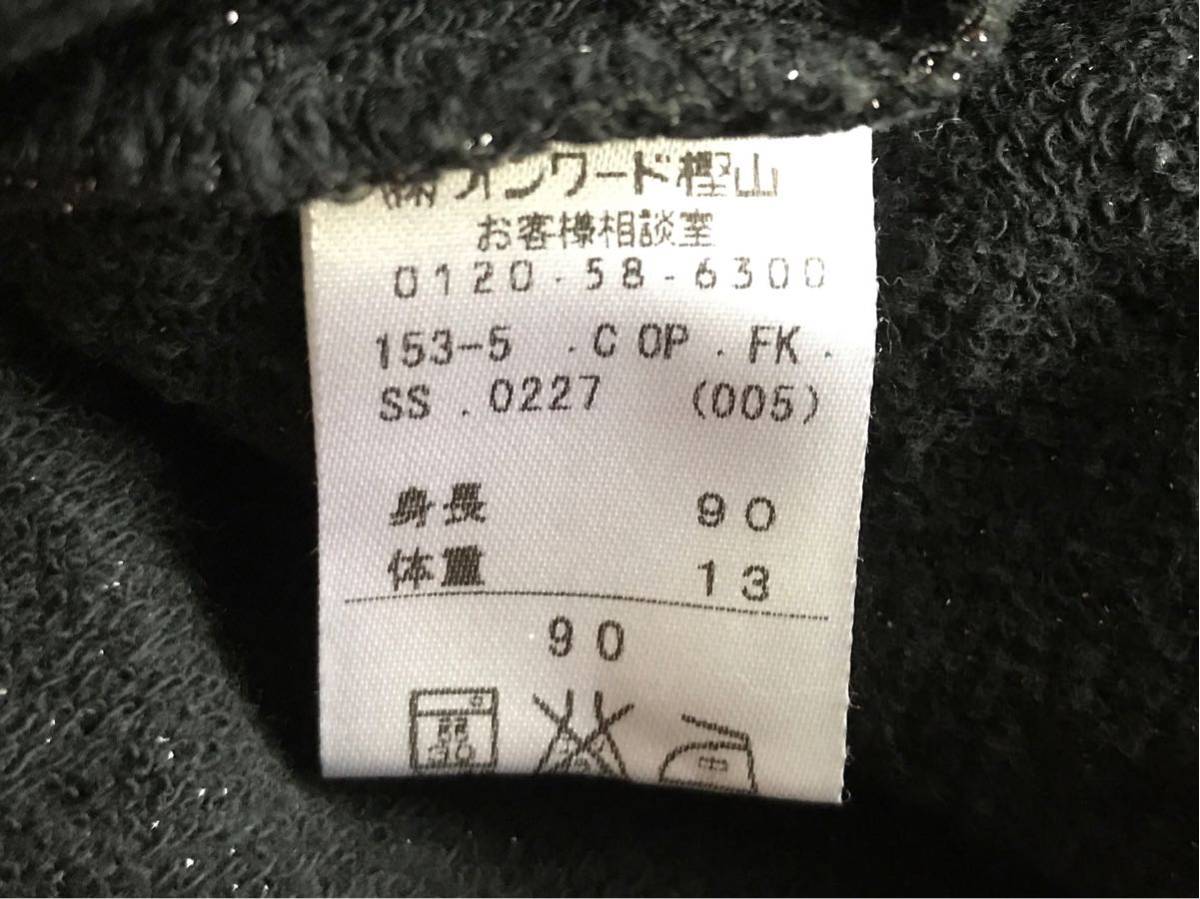 ㈱オンワード樫山
お客様相談室
0120-58-6300
153-5 .C OP . FK .
SS .0227 (005)
身長 90
体重 13
90